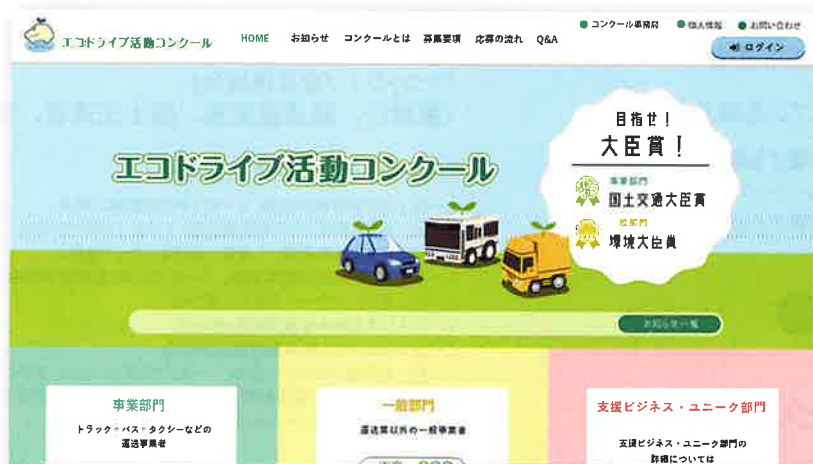 エコドライブ活動コンクール
HOME お知らせ コンクールとは 募集要項 応募の流れ Q&A
コンクール事務局 個人情報 お問い合わせ
ログイン
目指せ！
大臣賞！
エコドライブ活動コンクール
事業部門
国土交通大臣賞
般部門
環境大臣賞
お知らせ一覧
事業部門
トラック・バス・タクシーなどの
運送事業者
一般部門
運送業以外の一般事業者
支援ビジネス・ユニーク部門
支援ビジネス・ユニーク部門の
詳細については